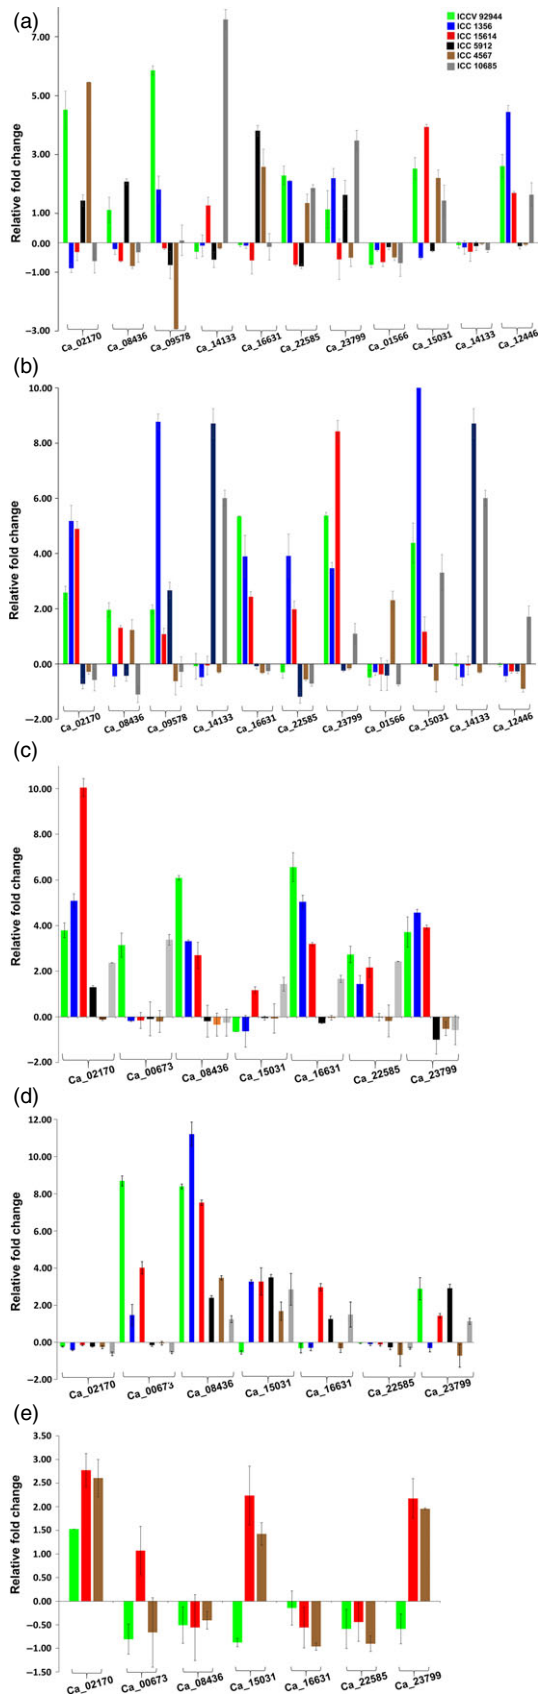 (a)
ICCV 92944
ICC 1356
ICC 15614
ICC 5912
ICC 4567
ICC 10685
Relative fold change
7.00
5.00
3.00
1.00
0.00
−1.00
−3.00
Ca_02170 Ca_08436 Ca_09578 Ca_14133 Ca_16631 Ca_22585 Ca_23799 Ca_01566 Ca_15031 Ca_14133 Ca_12446
(b)
Relative fold change
10.00
8.00
6.00
4.00
2.00
0.00
−2.00
Ca_02170 Ca_08436 Ca_09578 Ca_14133 Ca_16631 Ca_22585 Ca_23799 Ca_01566 Ca_15031 Ca_14133 Ca_12446
(c)
Relative fold change
10.00
8.00
6.00
4.00
2.00
0.00
−2.00
Ca_02170 Ca_00673 Ca_08436 Ca_15031 Ca_16631 Ca_22585 Ca_23799
(d)
Relative fold change
12.00
10.00
8.00
6.00
4.00
2.00
0.00
−2.00
Ca_02170 Ca_00673 Ca_08436 Ca_15031 Ca_16631 Ca_22585 Ca_23799
(e)
Relative fold change
3.50
3.00
2.50
2.00
1.50
1.00
0.50
0.00
−0.50
−1.00
−1.50
Ca_02170 Ca_00673 Ca_08436 Ca_15031 Ca_16631 Ca_22585 Ca_23799